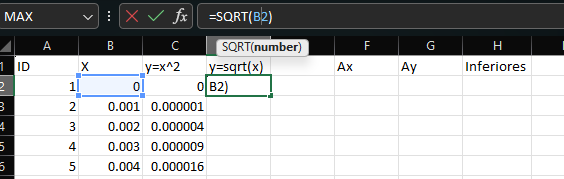 MAX =SQRT(B2)
SQRT(number)
A B C F G H
1 ID X y=x^2 y=sqrt(x) Ax Ay Inferiores
2 1 0 0 B2)
3 2 0.001 0.000001
4 3 0.002 0.000004
5 4 0.003 0.000009
6 5 0.004 0.000016